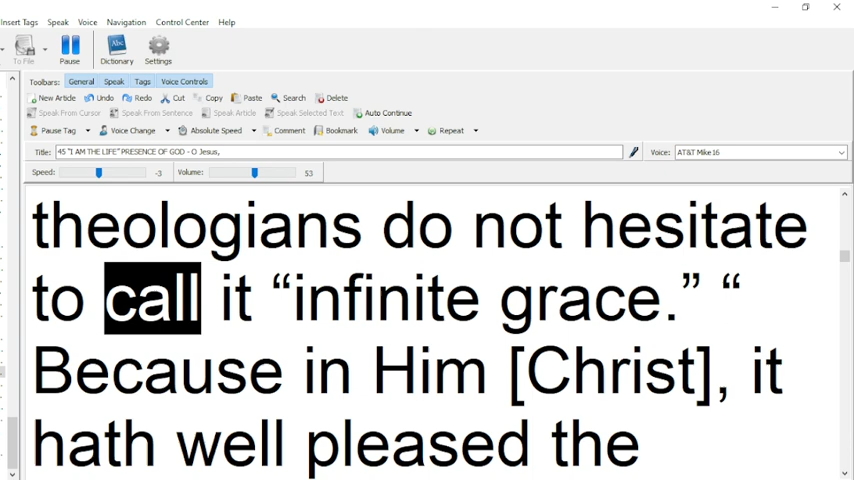 Insert Tags Speak Voice Navigation Control Center Help
To File Pause Dictionary Settings
Abc
Toolbars: General Speak Tags Voice Controls
New Article Undo Redo Cut Copy Paste Search Delete
Speak From Cursor Speak From Sentence Speak Article Speak Selected Text Auto Continue
Pause Tag Voice Change Absolute Speed Comment Bookmark Volume Repeat
Title: 45 "I AM THE LIFE" PRESENCE OF GOD - O Jesus, Voice: AT&T Mike16
Speed: -3 Volume: 53
theologians do not hesitate
to call it “infinite grace.” “
Because in Him [Christ], it
hath well pleased the